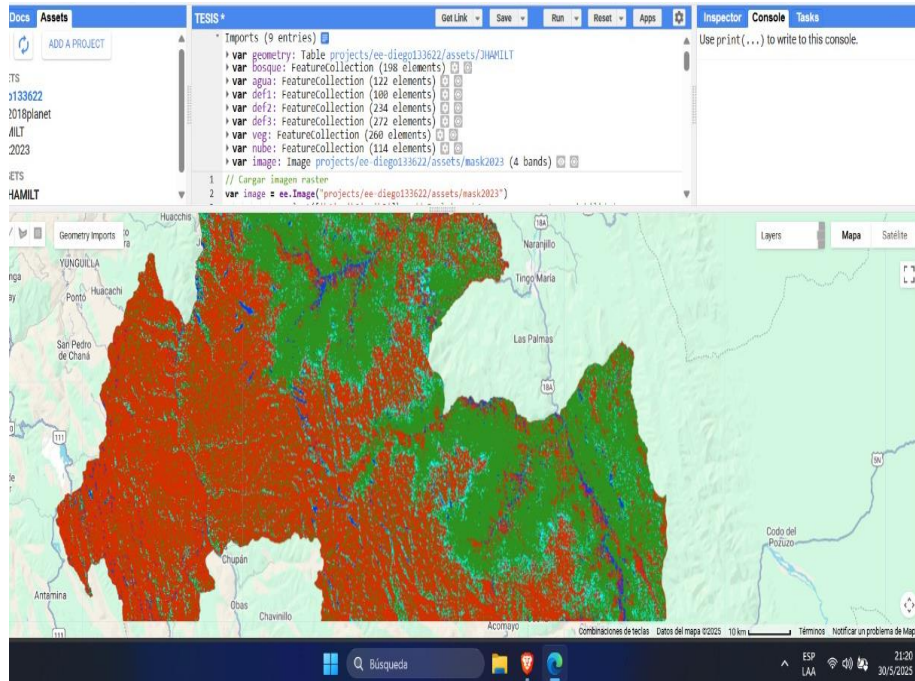 Docs Assets
TESIS *
Get Link
Save
Run
Reset
Apps
Inspector Console Tasks
ADD A PROJECT
Use print(...) to write to this console.
Imports (9 entries)
var geometry: Table projects/ee-diego133622/assets/JHAMILT
var bosque: FeatureCollection (198 elements)
var agua: FeatureCollection (122 elements)
var def1: FeatureCollection (100 elements)
var def2: FeatureCollection (234 elements)
var def3: FeatureCollection (272 elements)
var veg: FeatureCollection (260 elements)
var nube: FeatureCollection (114 elements)
var image: Image projects/ee-diego133622/assets/mask2023 (4 bands)
1 // Cargar imagen raster
2 var image = ee.Image("projects/ee-diego133622/assets/mask2023")
ETS
o133622
2018planet
MILT
2023
SETS
JHAMILT
Geometry Imports
Layers
Mapa
Satélite
Huacchis
Naranjillo
YUNGUILLA
Tingo María
Ponto
Huacachi
San Pedro
de Chaná
Las Palmas
18A
18A
111
5N
Codo del
Pozuzo
Chupán
Antamina
Obas
Chavinillo
111
Acomayo
Combinaciones de teclas
Datos del mapa ©2025
10 km
Términos
Notificar un problema de Map
Búsqueda
ESP
LAA
21:20
30/5/2025